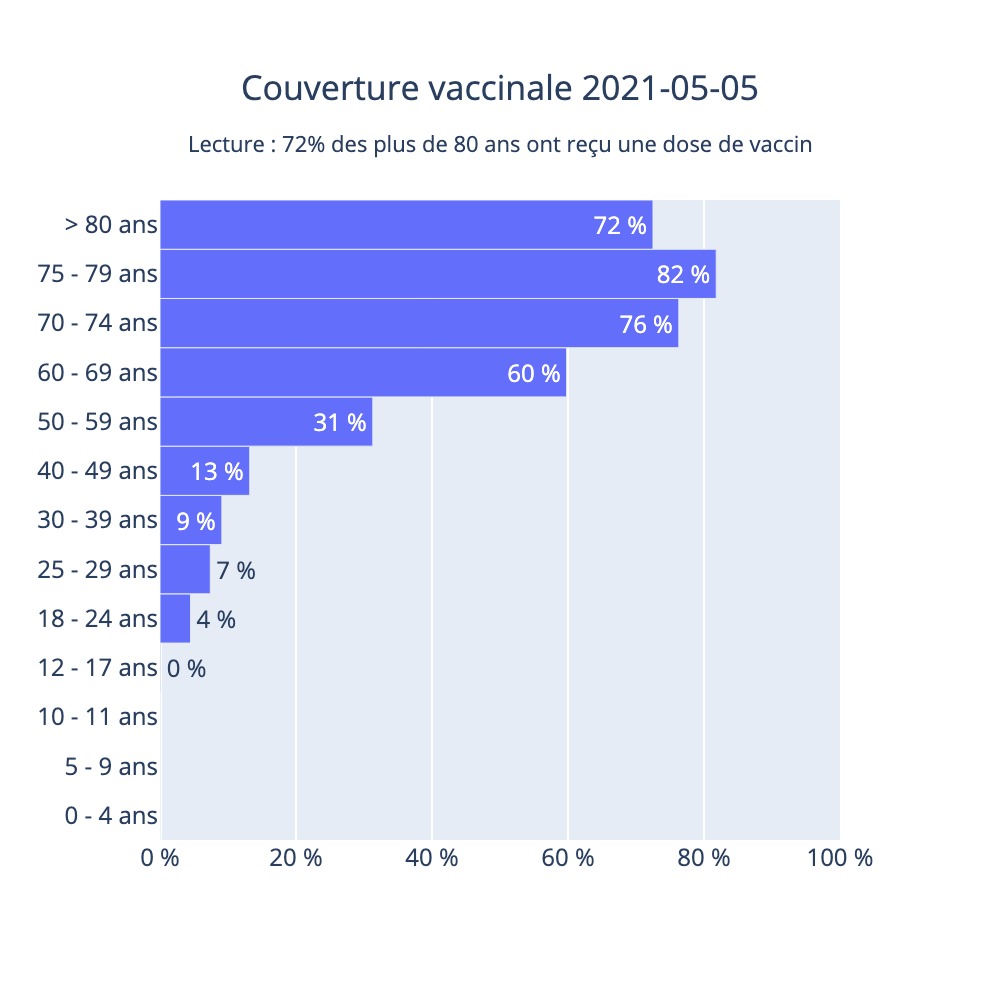 Couverture vaccinale 2021-05-05
Lecture : 72% des plus de 80 ans ont reçu une dose de vaccin
> 80 ans 72 %
75 - 79 ans 82 %
70 - 74 ans 76 %
60 - 69 ans 60 %
50 - 59 ans 31 %
40 - 49 ans 13 %
30 - 39 ans 9 %
25 - 29 ans 7 %
18 - 24 ans 4 %
12 - 17 ans 0 %
10 - 11 ans
5 - 9 ans
0 - 4 ans
0 % 20 % 40 % 60 % 80 % 100 %